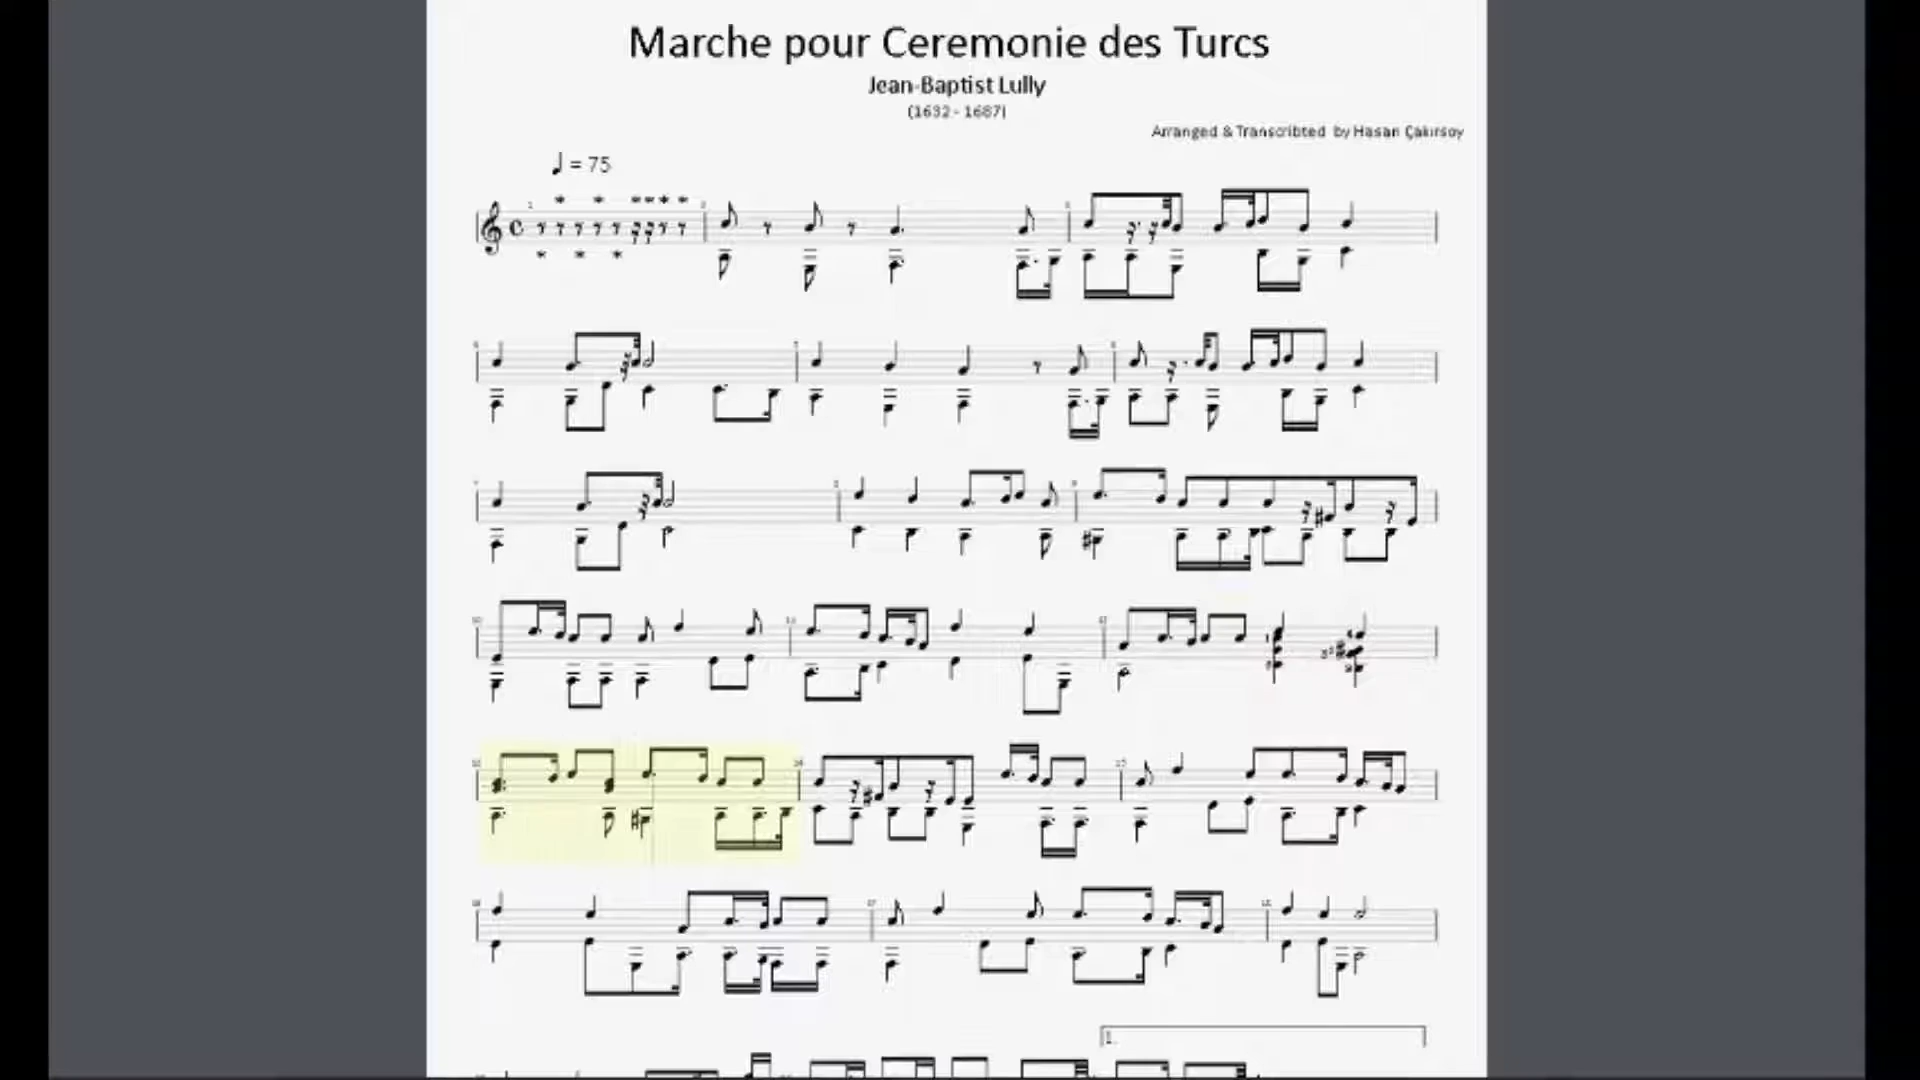 Marche pour Ceremonie des Turcs
Jean-Baptist Lully
(1632 - 1687)
Arranged & Transcribted by Hasan Çakırsoy
= 75
1.